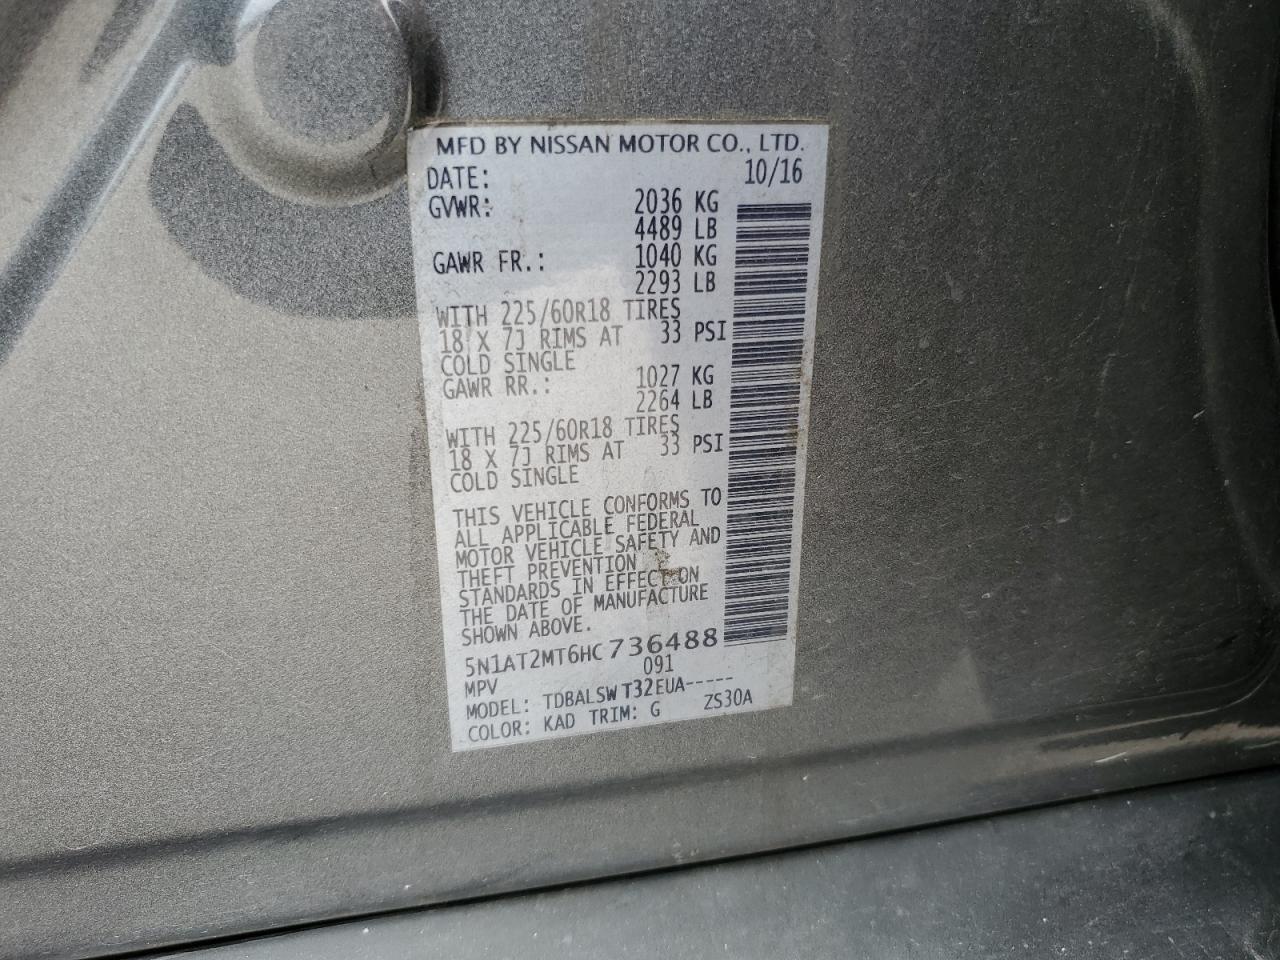 MFD BY NISSAN MOTOR CO., LTD.
DATE: 10/16
GVWR: 2036 KG
4489 LB
GAWR FR.: 1040 KG
2293 LB
WITH 225/60R18 TIRES
18 X 7J RIMS AT 33 PSI
COLD SINGLE
GAWR RR.: 1027 KG
2264 LB
WITH 225/60R18 TIRES
18 X 7J RIMS AT 33 PSI
COLD SINGLE
THIS VEHICLE CONFORMS TO
ALL APPLICABLE FEDERAL
MOTOR VEHICLE SAFETY AND
THEFT PREVENTION
STANDARDS IN EFFECT ON
THE DATE OF MANUFACTURE
SHOWN ABOVE.
5N1AT2MT6HC736488
MPV 091
MODEL: TDBALSWT32EUA-----
COLOR: KAD TRIM: G ZS30A